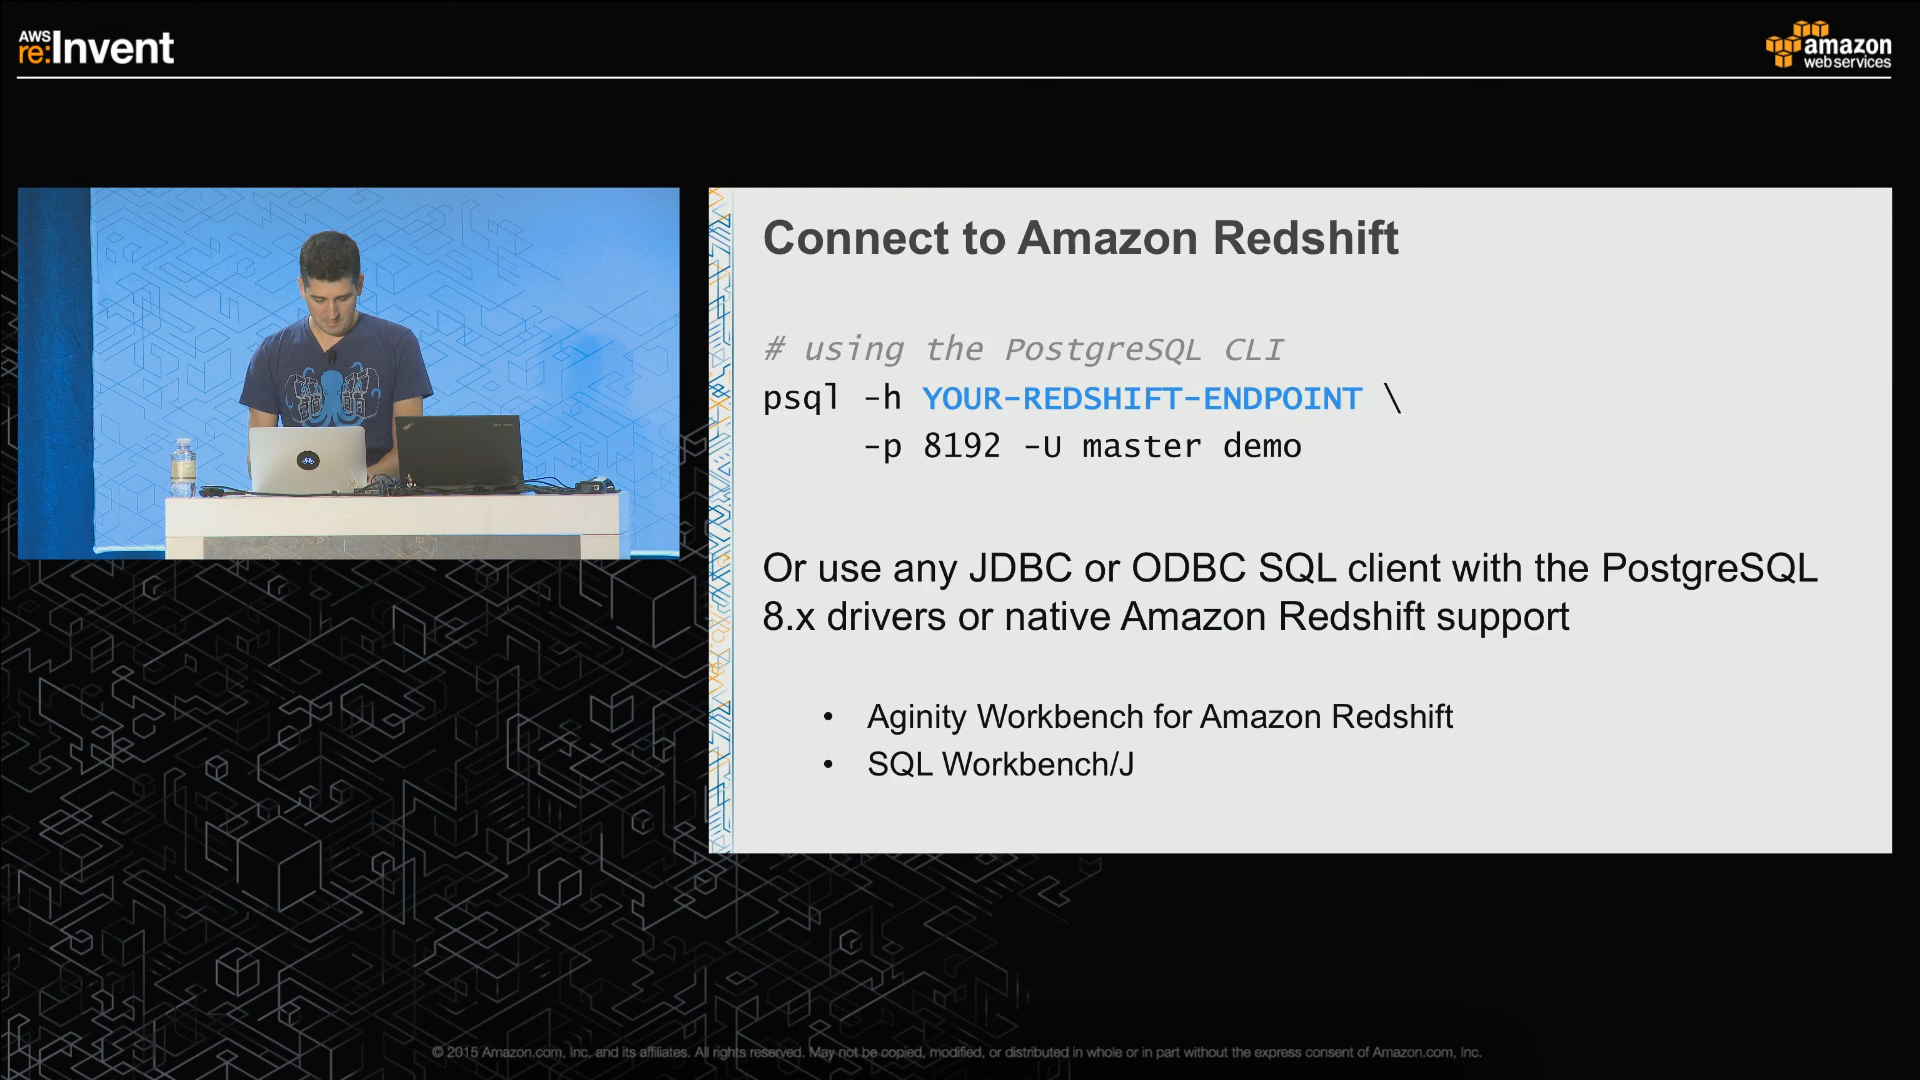 AWS
re:Invent
amazon
web services
Connect to Amazon Redshift
# using the PostgreSQL CLI
psql -h YOUR-REDSHIFT-ENDPOINT \
-p 8192 -U master demo
Or use any JDBC or ODBC SQL client with the PostgreSQL
8.x drivers or native Amazon Redshift support
• Aginity Workbench for Amazon Redshift
• SQL Workbench/J
© 2015 Amazon.com, Inc. and its affiliates. All rights reserved. May not be copied, modified, or distributed in whole or in part without the express consent of Amazon.com, Inc.